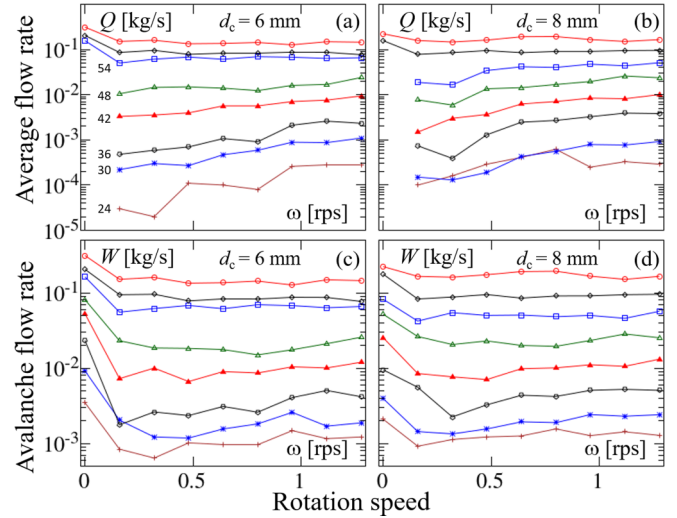 Q [kg/s] d_c = 6 mm (a)
Q [kg/s] d_c = 8 mm (b)
10^-1
10^-2
10^-3
10^-4
10^-5
54
48
42
36
30
24
ω [rps]
ω [rps]
Average flow rate
W [kg/s] d_c = 6 mm (c)
W [kg/s] d_c = 8 mm (d)
10^-1
10^-2
10^-3
ω [rps]
ω [rps]
Avalanche flow rate
0 0.5 1 0 0.5 1
Rotation speed